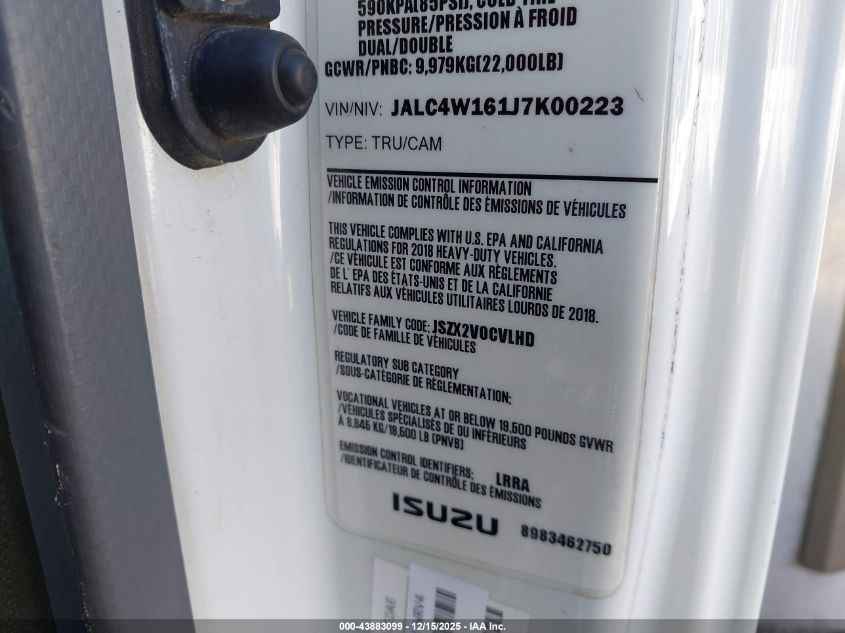 590KPA(85PSI), COLD TIRE
PRESSURE/PRESSION À FROID
DUAL/DOUBLE
GCWR/PNBC: 9,979KG(22,000LB)
VIN/NIV: JALC4W161J7K00223
TYPE: TRU/CAM
VEHICLE EMISSION CONTROL INFORMATION
/INFORMATION DE CONTRÔLE DES ÉMISSIONS DE VÉHICULES
THIS VEHICLE COMPLIES WITH U.S. EPA AND CALIFORNIA
REGULATIONS FOR 2018 HEAVY-DUTY VEHICLES.
/CE VÉHICULE EST CONFORME AUX RÈGLEMENTS
DE L' EPA DES ÉTATS-UNIS ET DE LA CALIFORNIE
RELATIFS AUX VÉHICULES UTILITAIRES LOURDS DE 2018.
VEHICLE FAMILY CODE: JSZX2VOCVLHD
/CODE DE FAMILLE DE VÉHICULES
REGULATORY SUB CATEGORY
/SOUS-CATÉGORIE DE RÈGLEMENTATION:
VOCATIONAL VEHICLES AT OR BELOW 19,500 POUNDS GVWR
/VÉHICULES SPÉCIALISÉS DE OU INFÉRIEURS
À 8,845 KG/19,500 LB (PNVB)
EMISSION CONTROL IDENTIFIERS: LRRA
/IDENTIFICATEUR DE CONTRÔLE DES ÉMISSIONS
ISUZU 8983462750
000-43883099 - 12/15/2025 - IAA Inc.